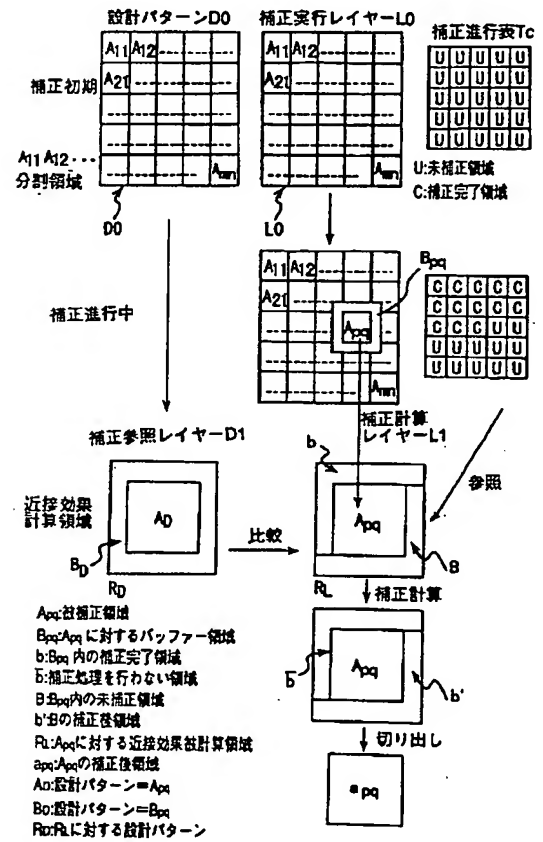 設計パターンD0
補正実行レイヤーL0
補正進行表Tc
補正初期
A11 A12
A21
Amn
A11 A12
A21
Amn
U U U U U
U U U U U
U U U U U
U U U U U
U U U U U
A11 A12 ・・・
分割領域
D0
L0
U:未補正領域
C:補正完了領域
補正進行中
A11 A12
A21
Apq
Amn
Bpq
C C C C C
C C C C C
C C C U U
U U U U U
U U U U U
補正計算
レイヤーL1
参照
補正参照レイヤーD1
近接効果
計算領域
AD
BD
RD
比較
b
Apq
B
RL
補正計算
b̄
Apq
b'
切り出し
apq
Apq:被補正領域
Bpq:Apqに対するバッファー領域
b:Bpq内の補正完了領域
b̄:補正処理を行わない領域
B:Bpq内の未補正領域
b':Bの補正後領域
RL:Apqに対する近接効果被計算領域
apq:Apqの補正後領域
AD:設計パターン=Apq
BD:設計パターン=Bpq
RD:RLに対する設計パターン